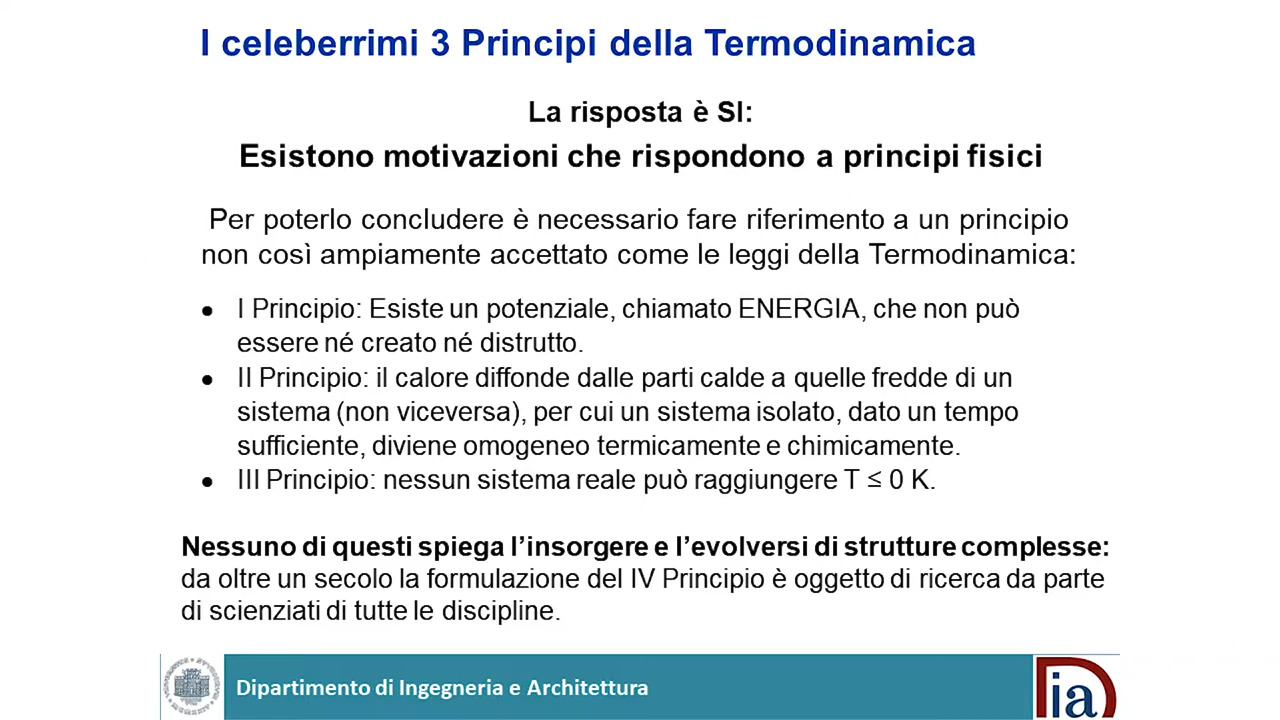 I celeberrimi 3 Principi della Termodinamica
La risposta è SI:
Esistono motivazioni che rispondono a principi fisici
Per poterlo concludere è necessario fare riferimento a un principio
non così ampiamente accettato come le leggi della Termodinamica:
● I Principio: Esiste un potenziale, chiamato ENERGIA, che non può
essere né creato né distrutto.
● II Principio: il calore diffonde dalle parti calde a quelle fredde di un
sistema (non viceversa), per cui un sistema isolato, dato un tempo
sufficiente, diviene omogeneo termicamente e chimicamente.
● III Principio: nessun sistema reale può raggiungere T ≤ 0 K.
Nessuno di questi spiega l’insorgere e l’evolversi di strutture complesse:
da oltre un secolo la formulazione del IV Principio è oggetto di ricerca da parte
di scienziati di tutte le discipline.
Dipartimento di Ingegneria e Architettura
Dia